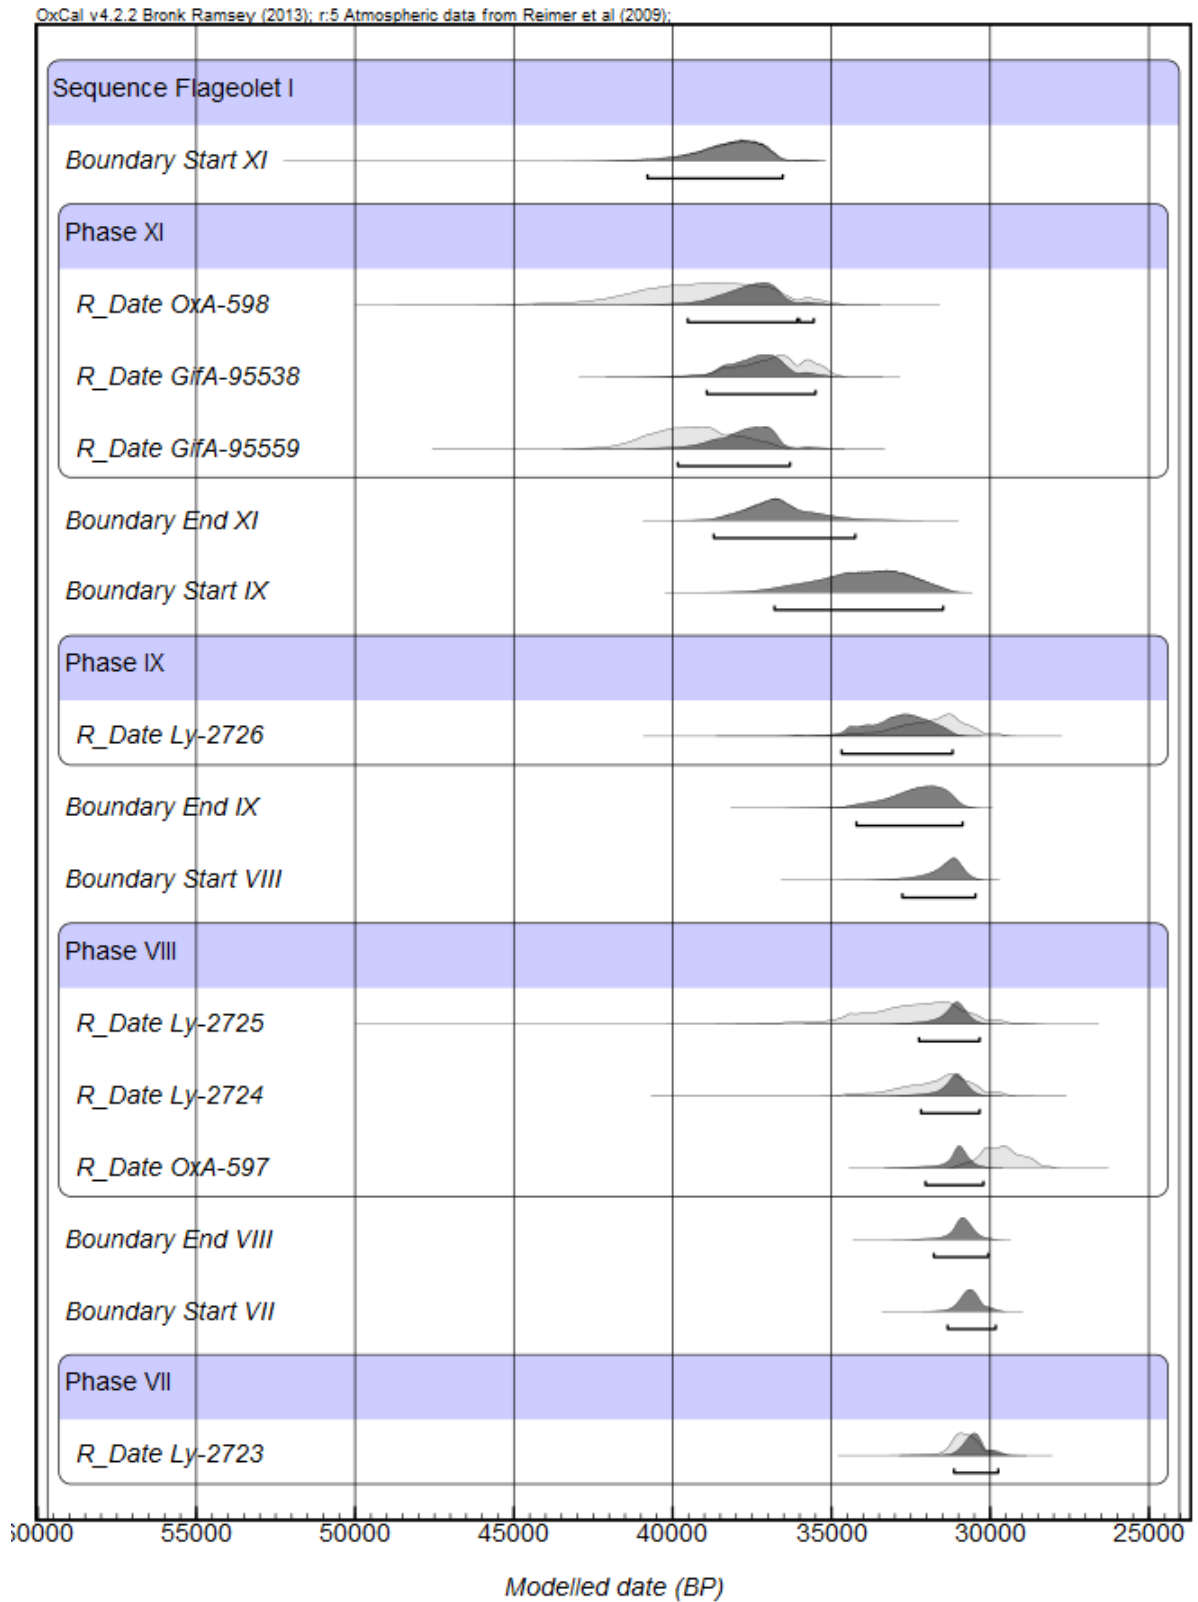 OxCal v4.2.2 Bronk Ramsey (2013); r:5 Atmospheric data from Reimer et al (2009);
Sequence Flageolet I
Boundary Start XI
Phase XI
R_Date OxA-598
R_Date GifA-95538
R_Date GifA-95559
Boundary End XI
Boundary Start IX
Phase IX
R_Date Ly-2726
Boundary End IX
Boundary Start VIII
Phase VIII
R_Date Ly-2725
R_Date Ly-2724
R_Date OxA-597
Boundary End VIII
Boundary Start VII
Phase VII
R_Date Ly-2723
60000 55000 50000 45000 40000 35000 30000 25000
Modelled date (BP)